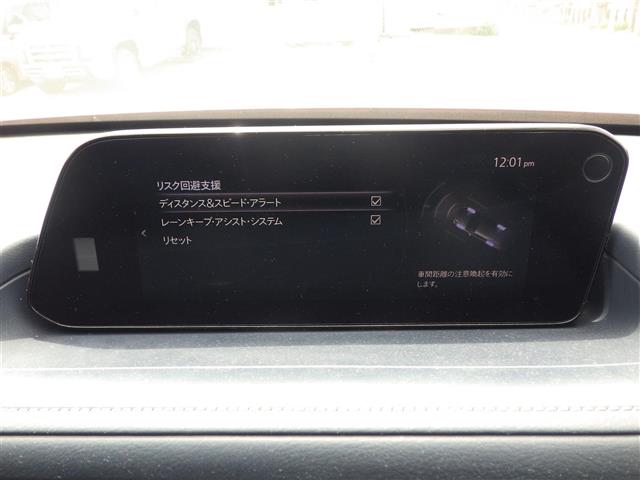 12:01pm
リスク回避支援
ディスタンス&スピード・アラート
レーンキープ・アシスト・システム
リセット
車間距離の注意喚起を有効に
します。